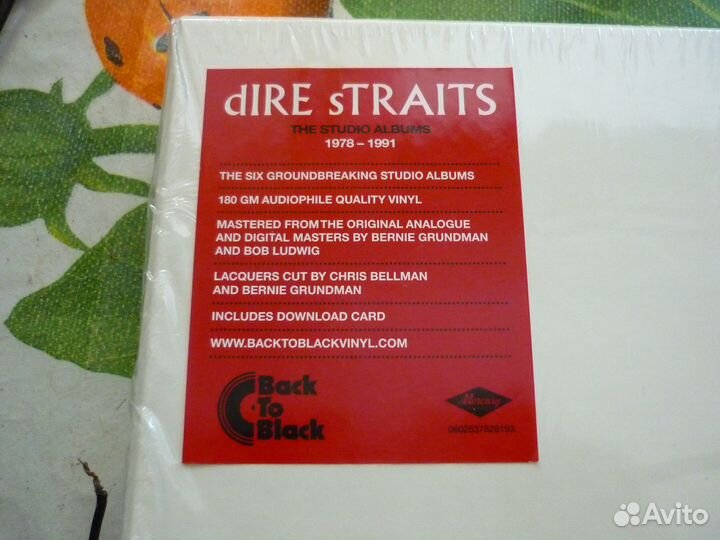 dIRE sTRAITS
THE STUDIO ALBUMS
1978 – 1991
THE SIX GROUNDBREAKING STUDIO ALBUMS
180 GM AUDIOPHILE QUALITY VINYL
MASTERED FROM THE ORIGINAL ANALOGUE
AND DIGITAL MASTERS BY BERNIE GRUNDMAN
AND BOB LUDWIG
LACQUERS CUT BY CHRIS BELLMAN
AND BERNIE GRUNDMAN
INCLUDES DOWNLOAD CARD
WWW.BACKTOBLACKVINYL.COM
Back
To
Black
Mercury
0602537529193
Avito